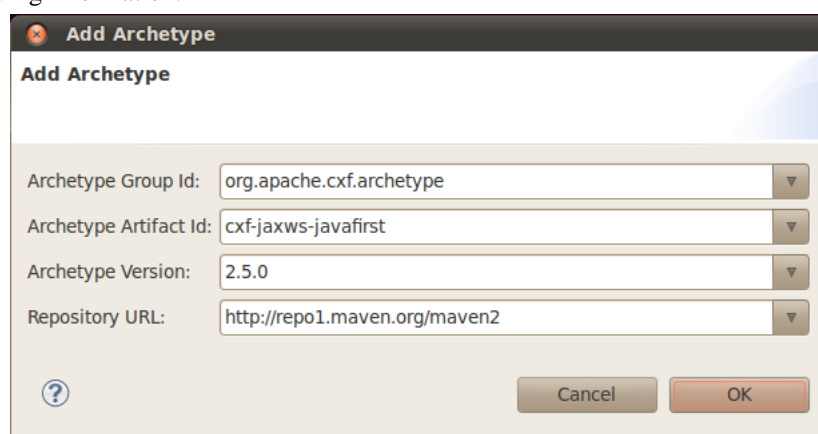 Add Archetype
Add Archetype
Archetype Group Id: org.apache.cxf.archetype
Archetype Artifact Id: cxf-jaxws-javafirst
Archetype Version: 2.5.0
Repository URL: http://repo1.maven.org/maven2
? Cancel OK